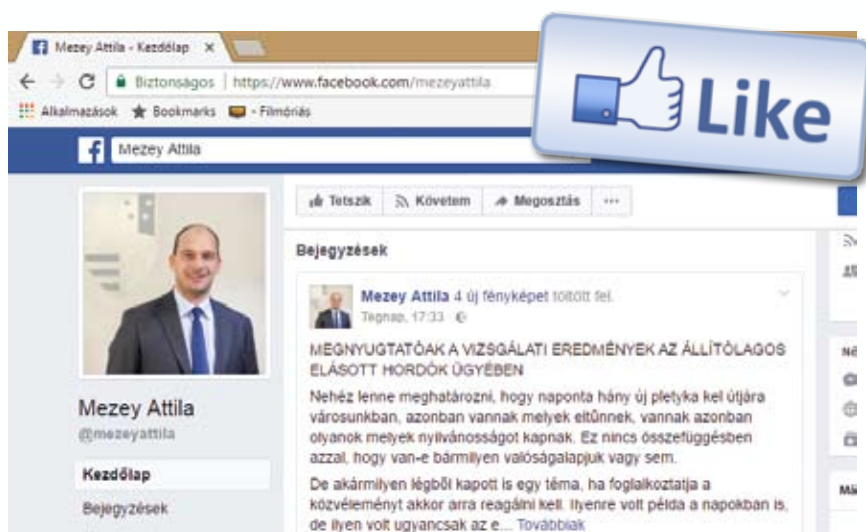 Mezey Attila - Kezdőlap
Like
Biztonságos | https://www.facebook.com/mezeyattila
Alkalmazások Bookmarks - Filmóriás
Mezey Attila
Tetszik Követem Megosztás ...
Bejegyzések
Mezey Attila 4 új fényképet töltött fel.
Tegnap, 17:33
MEGNYUGTATÓAK A VIZSGÁLATI EREDMÉNYEK AZ ÁLLÍTÓLAGOS
ELÁSOTT HORDÓK ÜGYÉBEN
Nehéz lenne meghatározni, hogy naponta hány új pletyka kel útjára
városunkban, azonban vannak melyek eltűnnek, vannak azonban
olyanok melyek nyilvánosságot kapnak. Ez nincs összefüggésben
azzal, hogy van-e bármilyen valóságalapjuk vagy sem.
De akármilyen légből kapott is egy téma, ha foglalkoztatja a
közvéleményt akkor arra reagálni kell. Ilyenre volt példa a napokban is,
de ilyen volt ugyancsak az e... Továbbiak
Mezey Attila
@mezeyattila
Kezdőlap
Bejegyzések